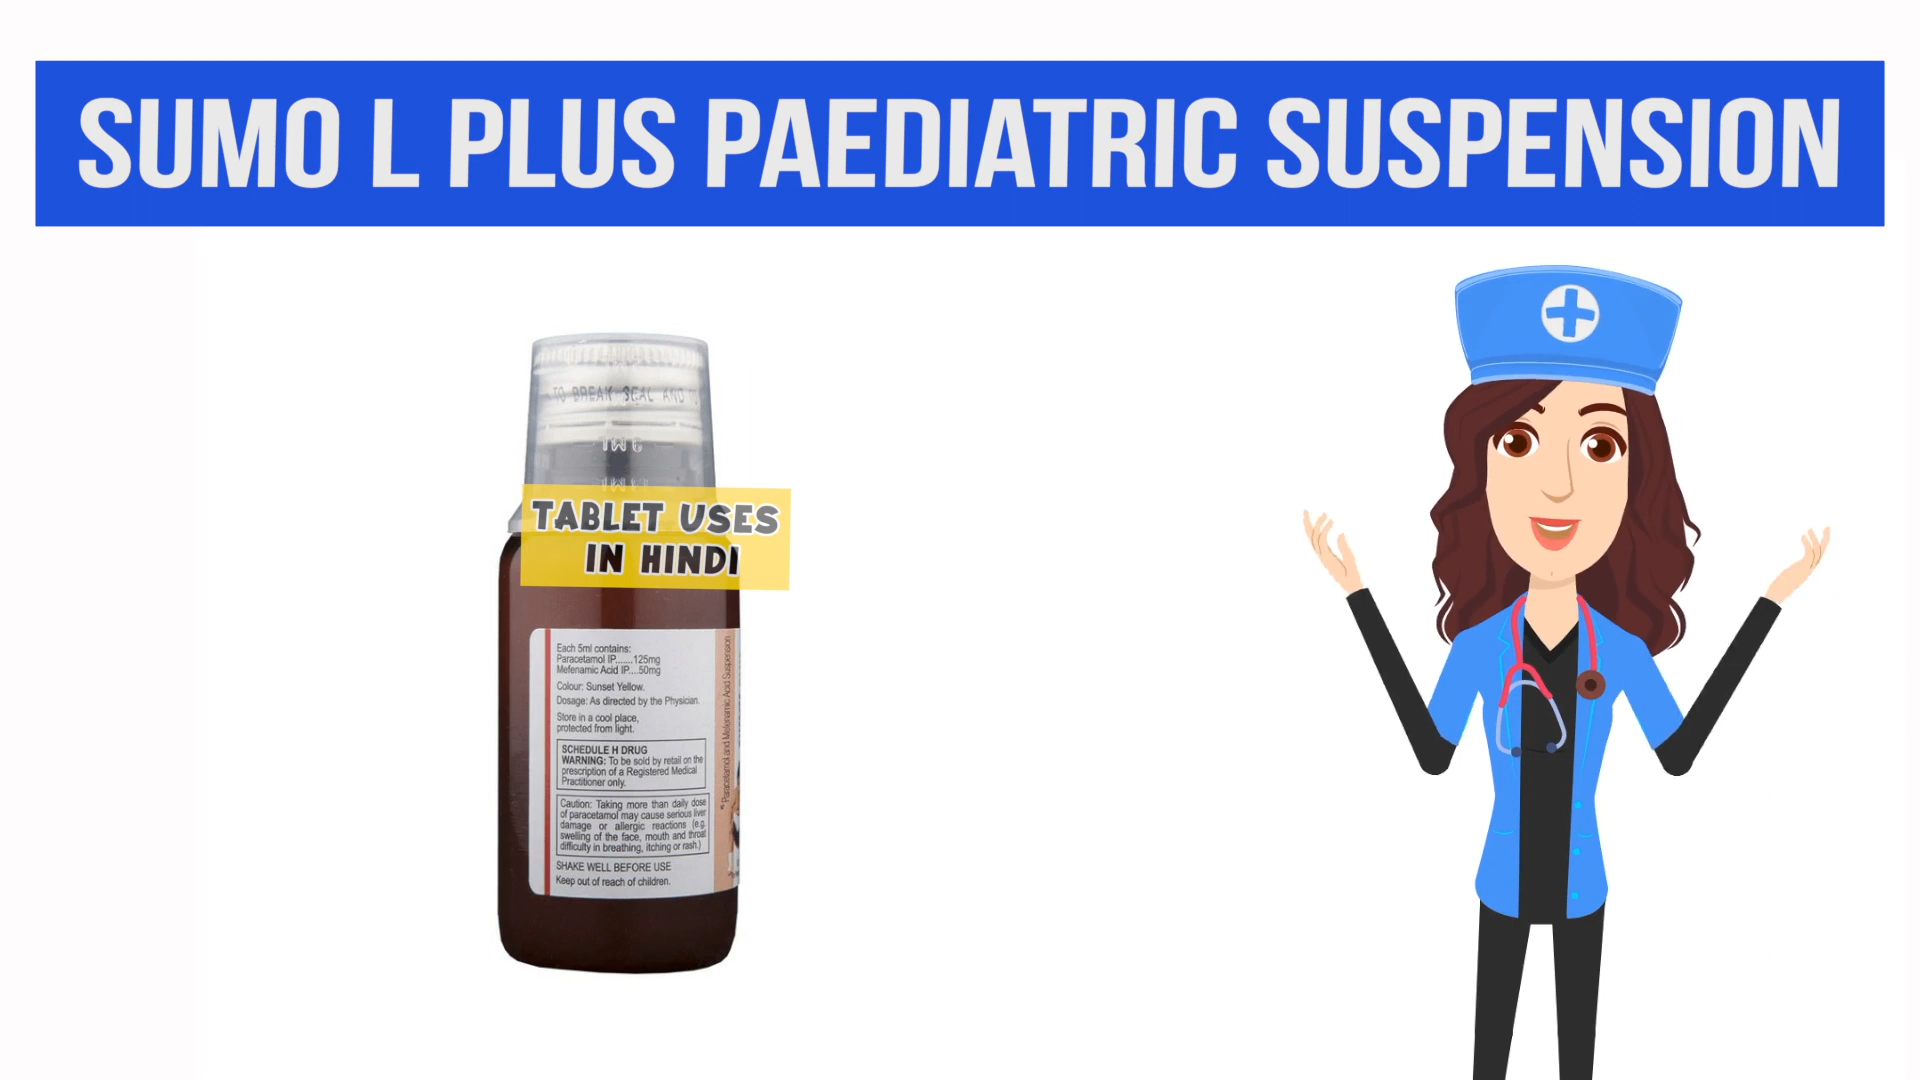 SUMO L PLUS PAEDIATRIC SUSPENSION
TO BREAK SEAL AND
TABLET USES
IN HINDI
Each 5ml contains:
Paracetamol IP.......125mg
Mefenamic Acid IP....50mg
Colour: Sunset Yellow.
Dosage: As directed by the Physician.
Store in a cool place,
protected from light.
SCHEDULE H DRUG
WARNING: To be sold by retail on the
prescription of a Registered Medical
Practitioner only.
Caution: Taking more than daily dose
of paracetamol may cause serious liver
damage or allergic reactions (e.g.
swelling of the face, mouth and throat
difficulty in breathing, itching or rash.)
SHAKE WELL BEFORE USE
Keep out of reach of children.
Paracetamol and Mefenamic Acid Suspension